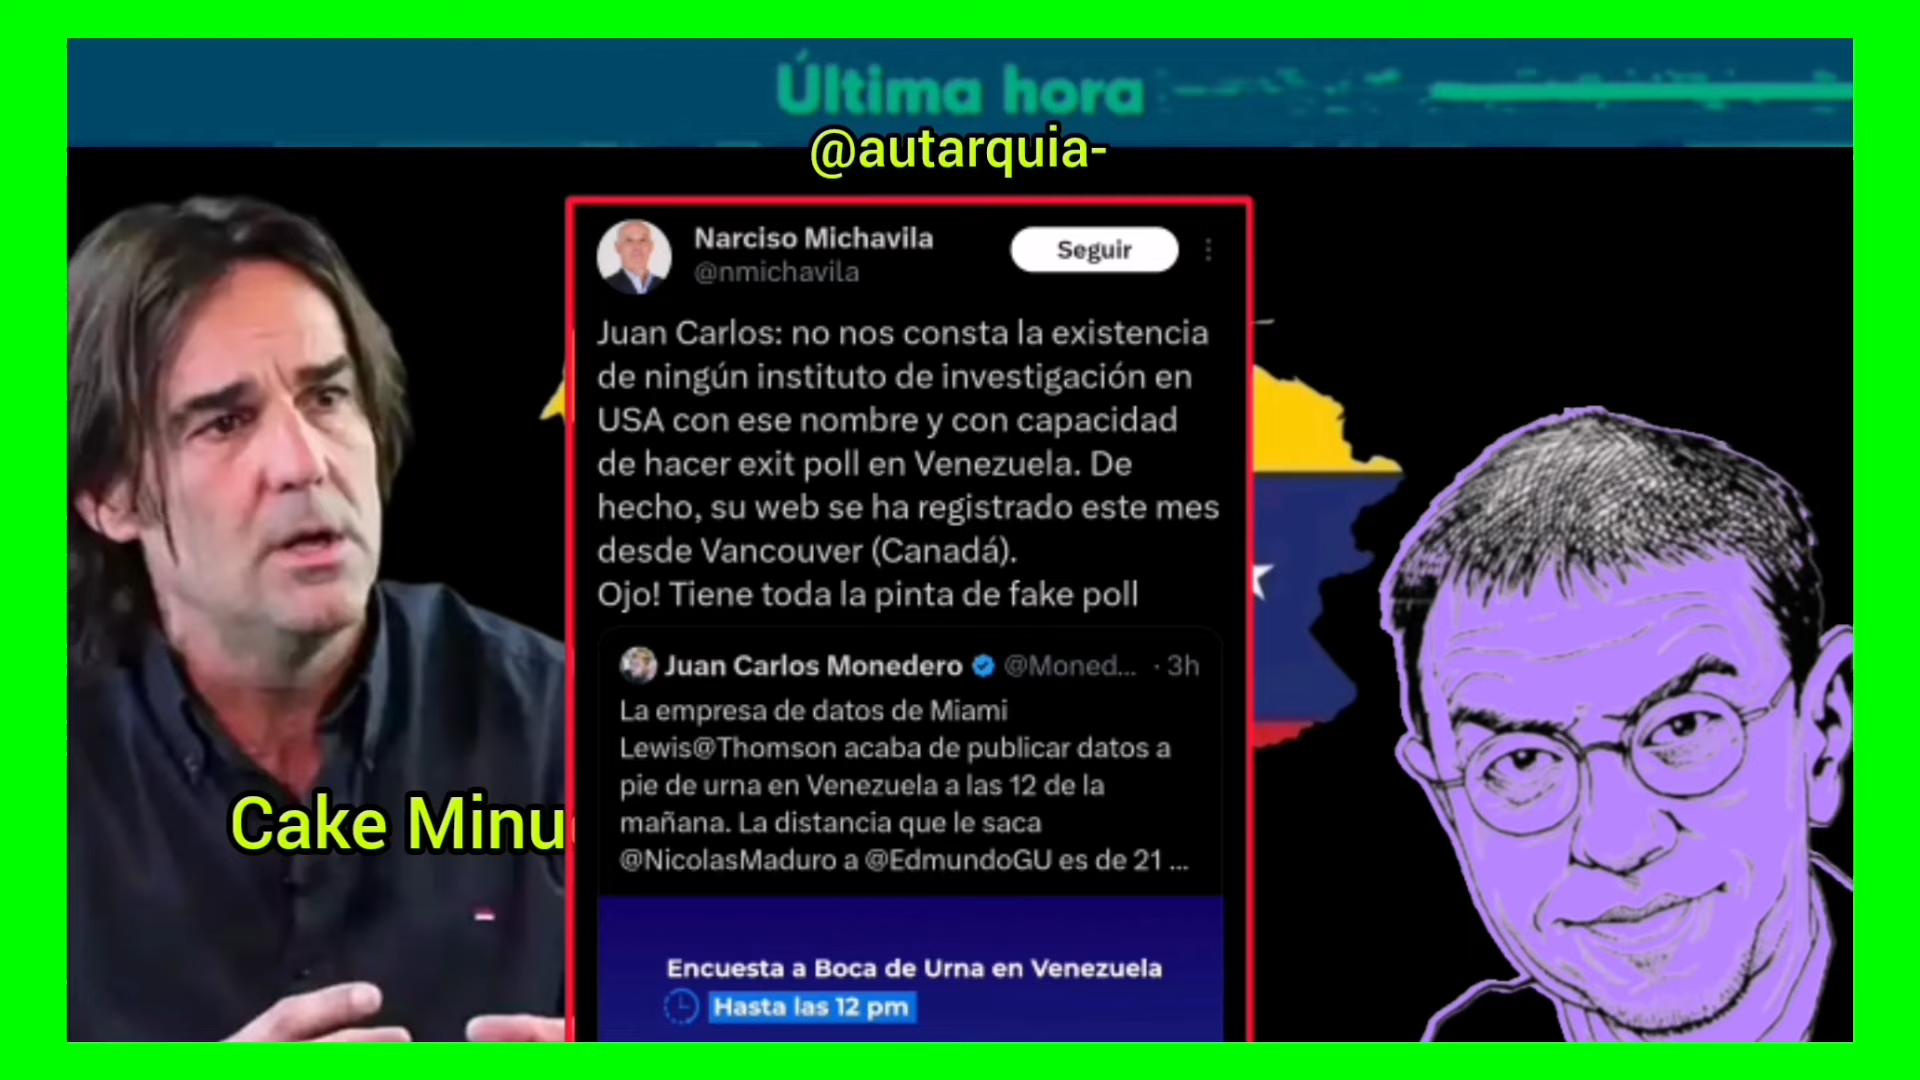 Última hora
@autarquia-
Narciso Michavila
@nmichavila
Seguir
Juan Carlos: no nos consta la existencia
de ningún instituto de investigación en
USA con ese nombre y con capacidad
de hacer exit poll en Venezuela. De
hecho, su web se ha registrado este mes
desde Vancouver (Canadá).
Ojo! Tiene toda la pinta de fake poll
Juan Carlos Monedero @Moned... · 3h
La empresa de datos de Miami
Lewis@Thomson acaba de publicar datos a
pie de urna en Venezuela a las 12 de la
mañana. La distancia que le saca
@NicolasMaduro a @EdmundoGU es de 21 ...
Cake Minu
Encuesta a Boca de Urna en Venezuela
Hasta las 12 pm